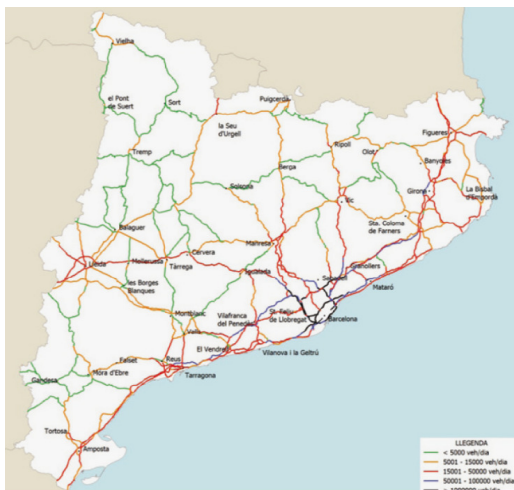 Vielha
el Pont
de Suert
Sort
Puigcerdà
la Seu
d'Urgell
Figueres
Ripoll
Olot
Tremp
Banyoles
Berga
Solsona
Girona
La Bisbal
d'Empordà
Vic
Sta. Coloma
de Farners
Balaguer
Manresa
Cervera
Lleida
Mollerussa
Tàrrega
Igualada
Granollers
Sabadell
les Borges
Blanques
Mataró
Montblanc
Vilafranca
del Penedès
St. Feliu
de Llobregat
Barcelona
Valls
El Vendrell
Vilanova i la Geltrú
Falset
Reus
Gandesa
Mora d'Ebre
Tarragona
Tortosa
Amposta
LLEGENDA
< 5000 veh/dia
5001 - 15000 veh/dia
15001 - 50000 veh/dia
50001 - 100000 veh/dia
> 100000 veh/dia